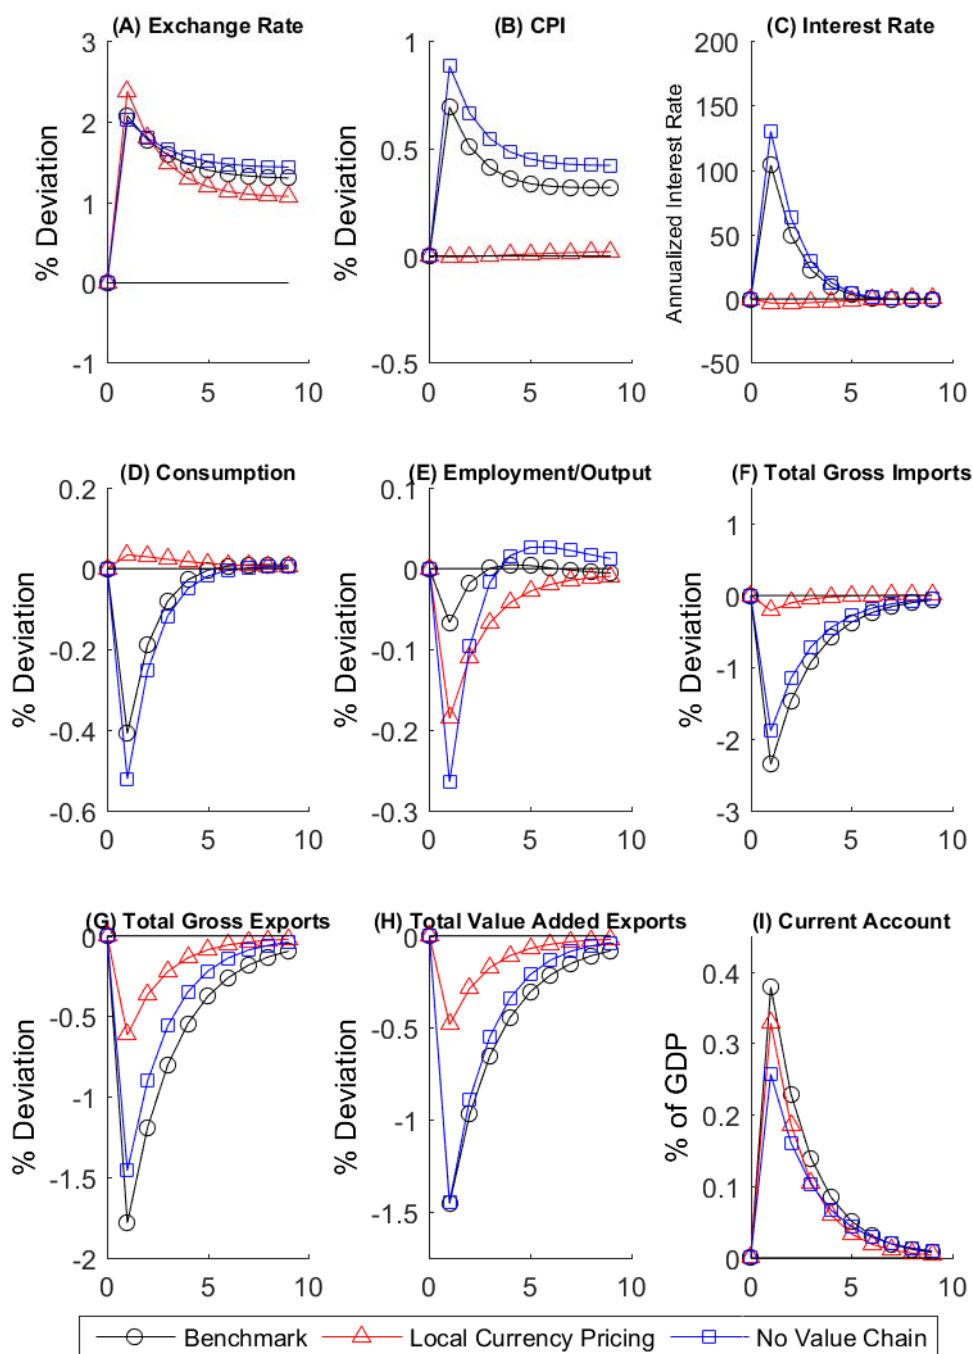 (A) Exchange Rate
% Deviation
3
2
1
0
-1
0 5 10
(B) CPI
% Deviation
1
0.5
0
-0.5
0 5 10
(C) Interest Rate
Annualized Interest Rate
200
150
100
50
0
-50
0 5 10
(D) Consumption
% Deviation
0.2
0
-0.2
-0.4
-0.6
0 5 10
(E) Employment/Output
% Deviation
0.1
0
-0.1
-0.2
-0.3
0 5 10
(F) Total Gross Imports
% Deviation
1
0
-1
-2
-3
0 5 10
(G) Total Gross Exports
% Deviation
0
-0.5
-1
-1.5
-2
0 5 10
(H) Total Value Added Exports
% Deviation
0
-0.5
-1
-1.5
0 5 10
(I) Current Account
% of GDP
0.4
0.3
0.2
0.1
0
0 5 10
Benchmark Local Currency Pricing No Value Chain